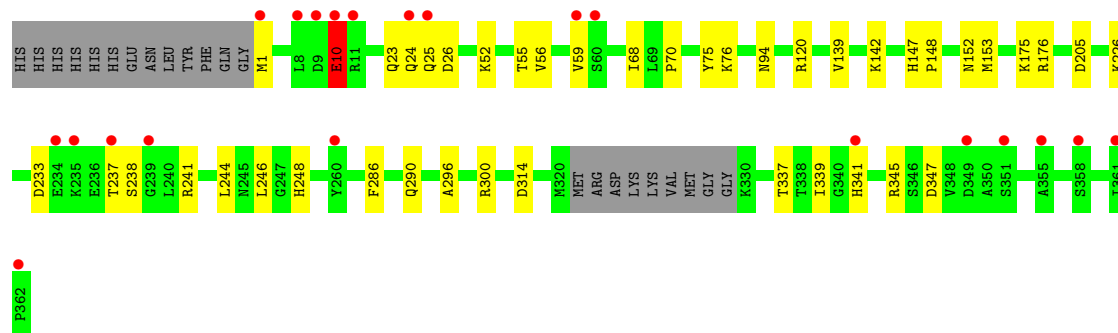 HIS HIS HIS HIS HIS HIS GLU ASN LEU TYR PHE GLN GLY M1 L8 D9 E10 R11 Q23 Q24 Q25 D26 K52 T55 V56 V59 S60 I68 L69 P70 Y75 K76 N94 R120 V139 K142 H147 P148 N152 M153 K175 R176 D205 K226
D233 E234 K235 E236 T237 S238 G239 L240 R241 L244 N245 L246 G247 H248 Y260 F286 Q290 A296 R300 D314 M320 MET ARG ASP LYS LYS VAL MET GLY GLY K330 T337 T338 I339 G340 H341 R345 S346 D347 V348 D349 A350 S351 A355 S358 I361
P362